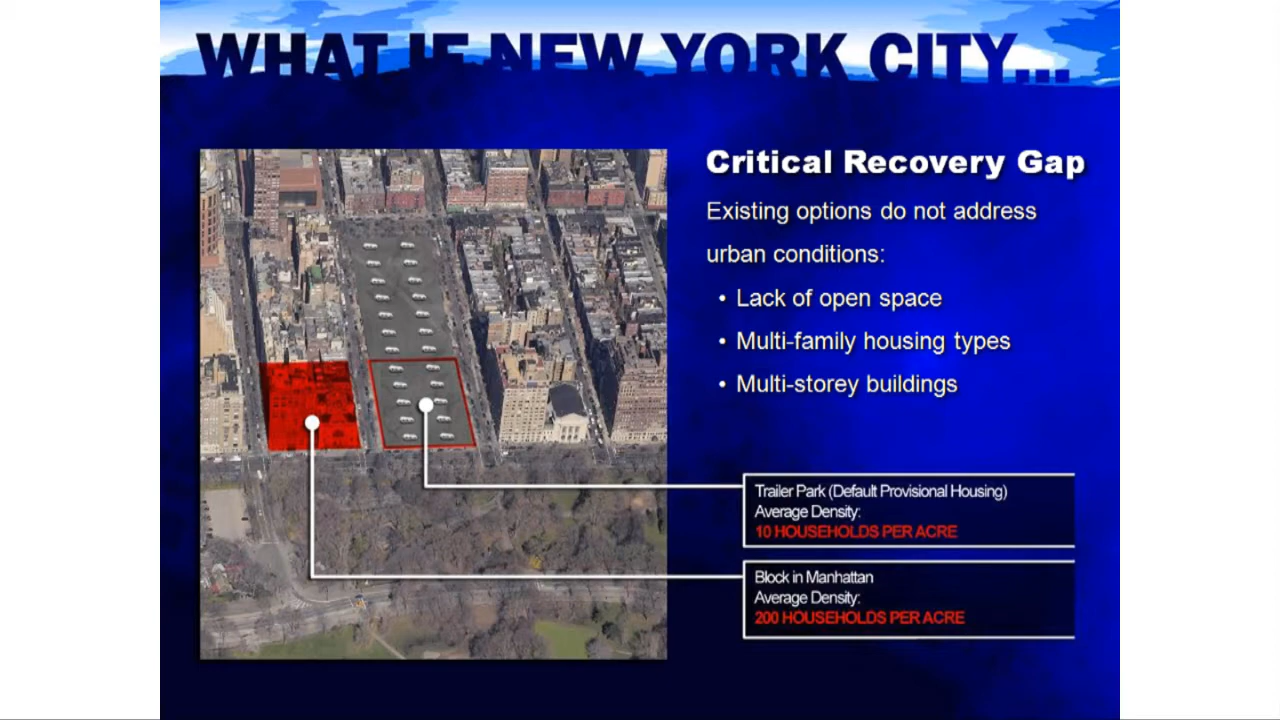 WHAT IF NEW YORK CITY...
Critical Recovery Gap
Existing options do not address
urban conditions:
• Lack of open space
• Multi-family housing types
• Multi-storey buildings
Trailer Park (Default Provisional Housing)
Average Density:
10 HOUSEHOLDS PER ACRE
Block in Manhattan
Average Density:
200 HOUSEHOLDS PER ACRE